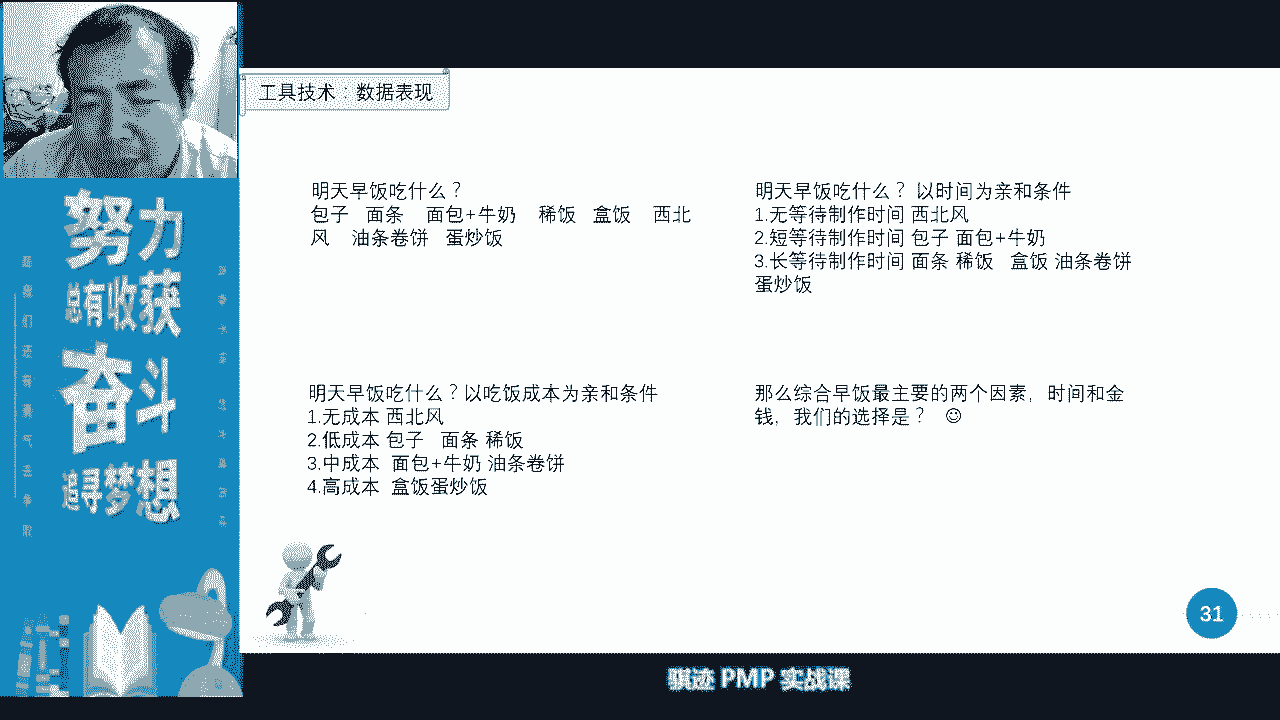 工具技术：数据表现
明天早饭吃什么？
包子 面条 面包+牛奶 稀饭 盒饭 西北
风 油条卷饼 蛋炒饭
明天早饭吃什么？ 以时间为亲和条件
1.无等待制作时间 西北风
2.短等待制作时间 包子 面包+牛奶
3.长等待制作时间 面条 稀饭 盒饭 油条卷饼
蛋炒饭
明天早饭吃什么？以吃饭成本为亲和条件
1.无成本 西北风
2.低成本 包子 面条 稀饭
3.中成本 面包+牛奶 油条卷饼
4.高成本 盒饭蛋炒饭
那么综合早饭最主要的两个因素，时间和金
钱，我们的选择是？ ☺
努力
总有收获
奋斗
追寻梦想
31
骐迹 PMP 实战课